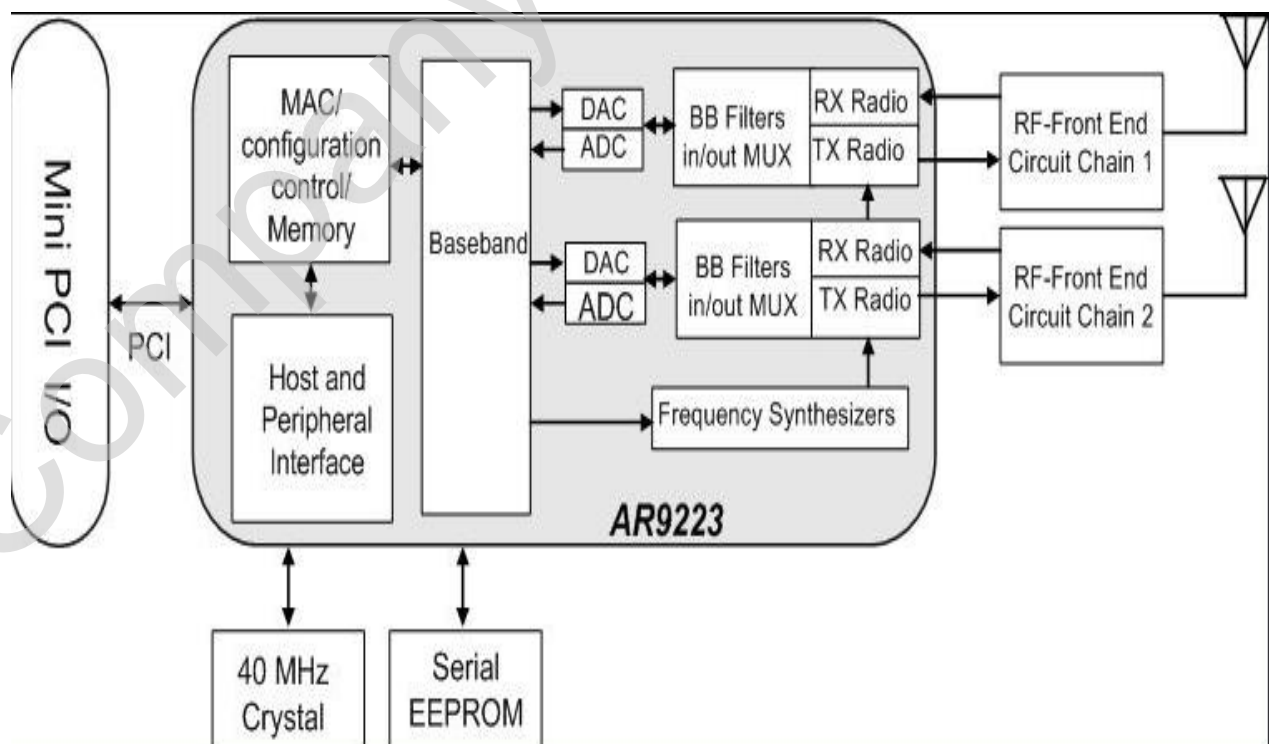 Company
Mini PCI I/O
PCI
MAC/
configuration
control/
Memory
Host and
Peripheral
Interface
Baseband
DAC
ADC
BB Filters
in/out MUX
RX Radio
TX Radio
RF-Front End
Circuit Chain 1
DAC
ADC
BB Filters
in/out MUX
RX Radio
TX Radio
RF-Front End
Circuit Chain 2
Frequency Synthesizers
AR9223
40 MHz
Crystal
Serial
EEPROM